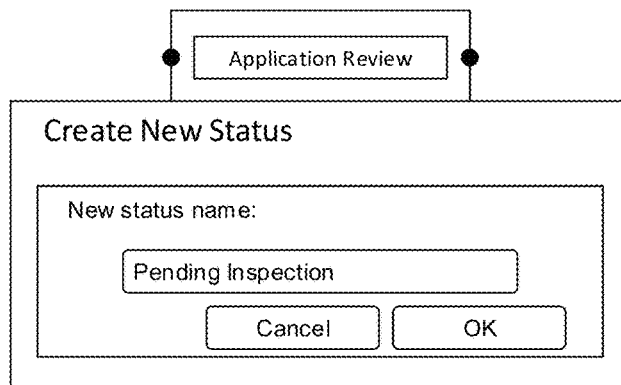 Application Review
Create New Status
New status name:
Pending Inspection
Cancel OK